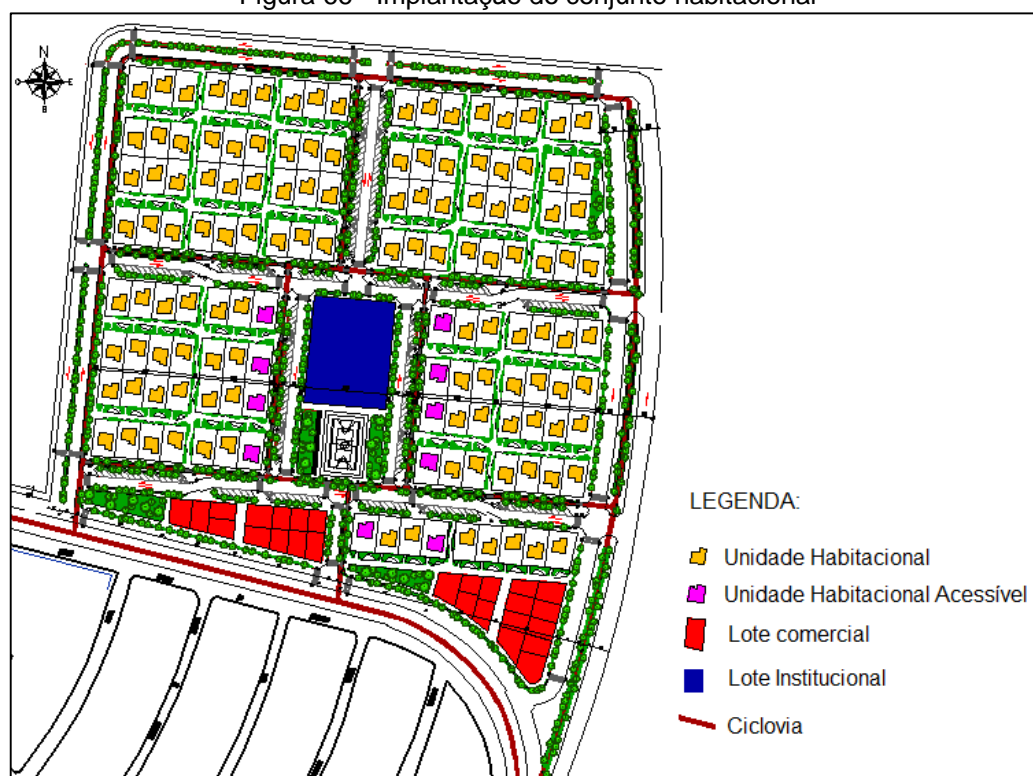 Implantação do conjunto habitacional
N
E
LEGENDA:
Unidade Habitacional
Unidade Habitacional Acessível
Lote comercial
Lote Institucional
Ciclovia